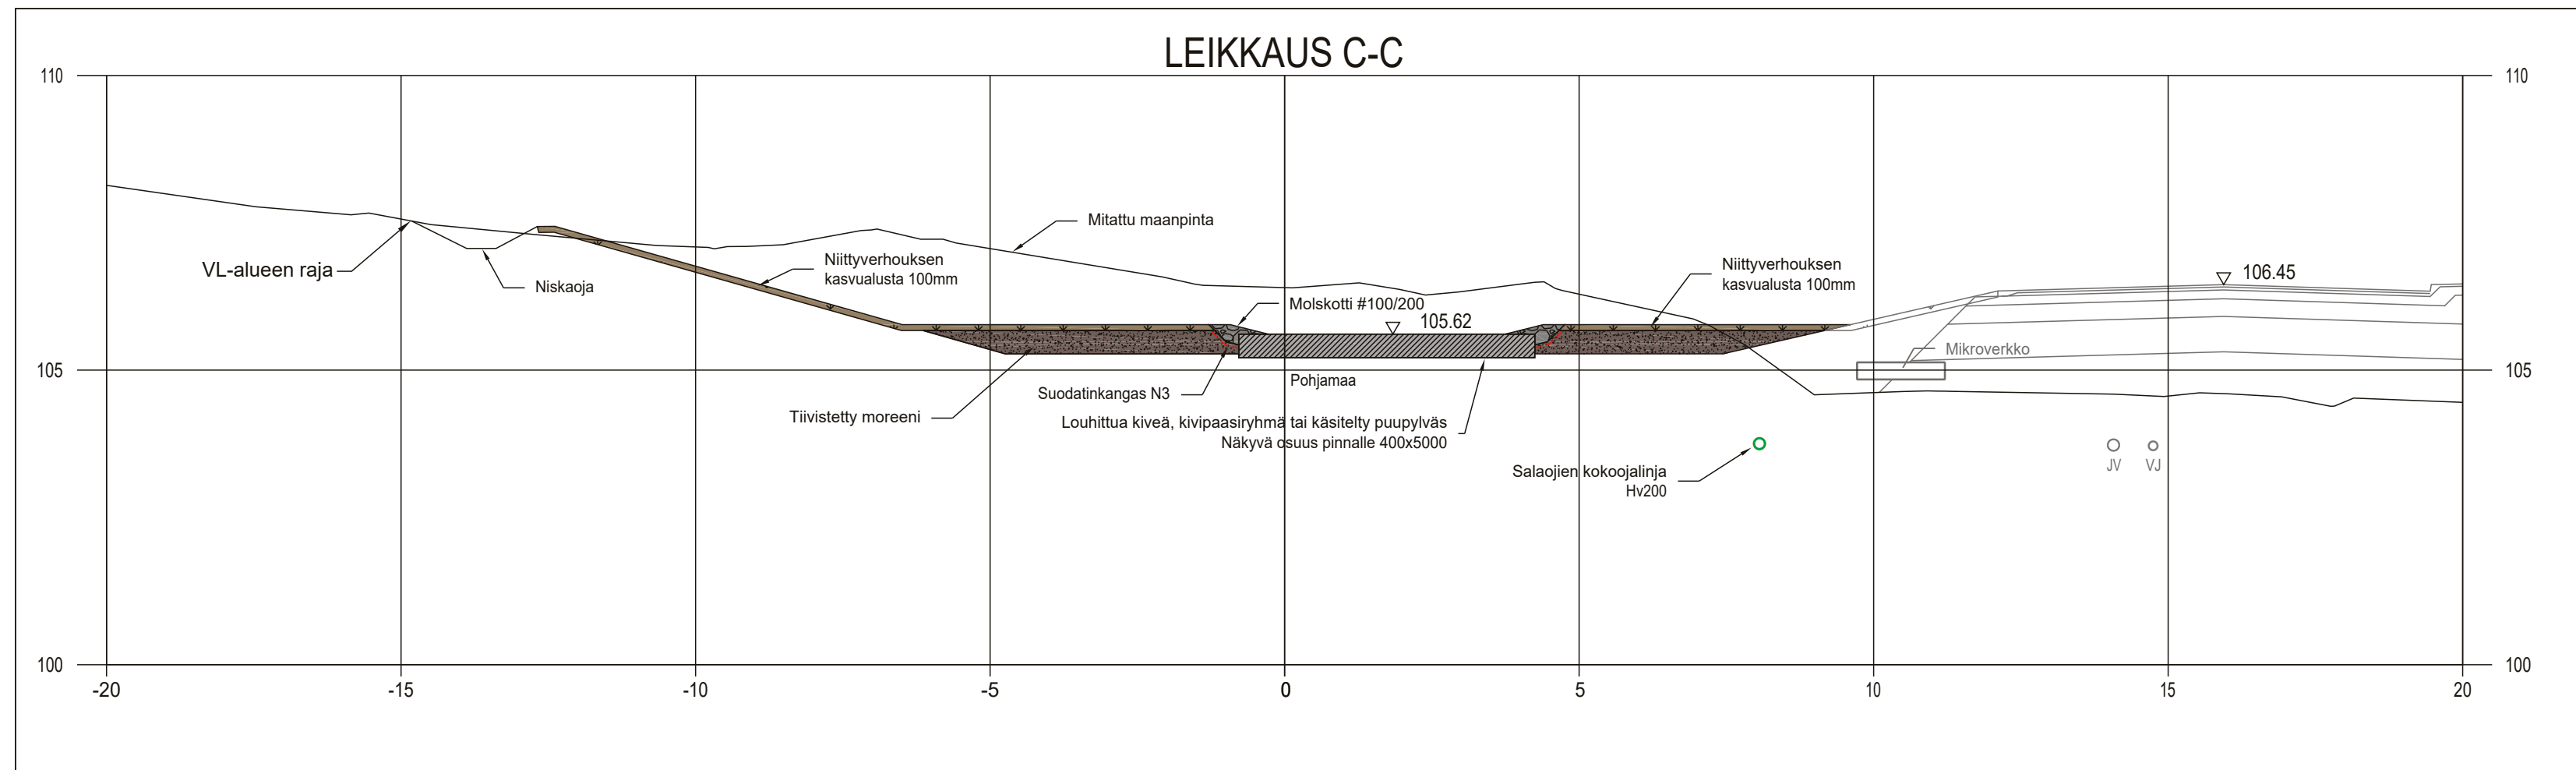 LEIKKAUS C-C
110
110
Mitattu maanpinta
VL-alueen raja
Niskaoja
Niittyverhouksen
kasvualusta 100mm
Niittyverhouksen
kasvualusta 100mm
106.45
Molskotti #100/200
105.62
Mikroverkko
105
105
Pohjamaa
Suodatinkangas N3
Tiivistetty moreeni
Louhittua kiveä, kivipaasiryhmä tai käsitelty puupylväs
Näkyvä osuus pinnalle 400x5000
Salaojien kokoojalinja
Hv200
JV
VJ
100
100
-20
-15
-10
-5
0
5
10
15
20